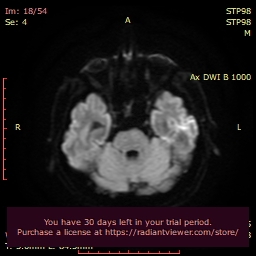 Im: 18/54
Se: 4
STP98
STP98
M
A
Ax DWI B 1000
R
L
You have 30 days left in your trial period.
Purchase a license at https://radiantviewer.com/store/